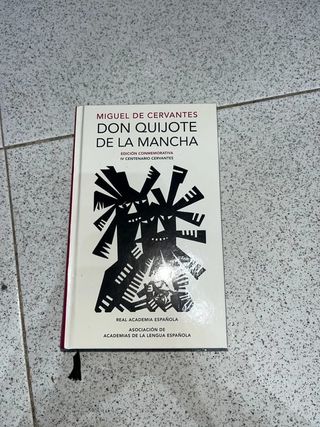 MIGUEL DE CERVANTES
DON QUIJOTE
DE LA MANCHA
EDICIÓN CONMEMORATIVA
IV CENTENARIO CERVANTES
REAL ACADEMIA ESPAÑOLA
ASOCIACIÓN DE
ACADEMIAS DE LA LENGUA ESPAÑOLA